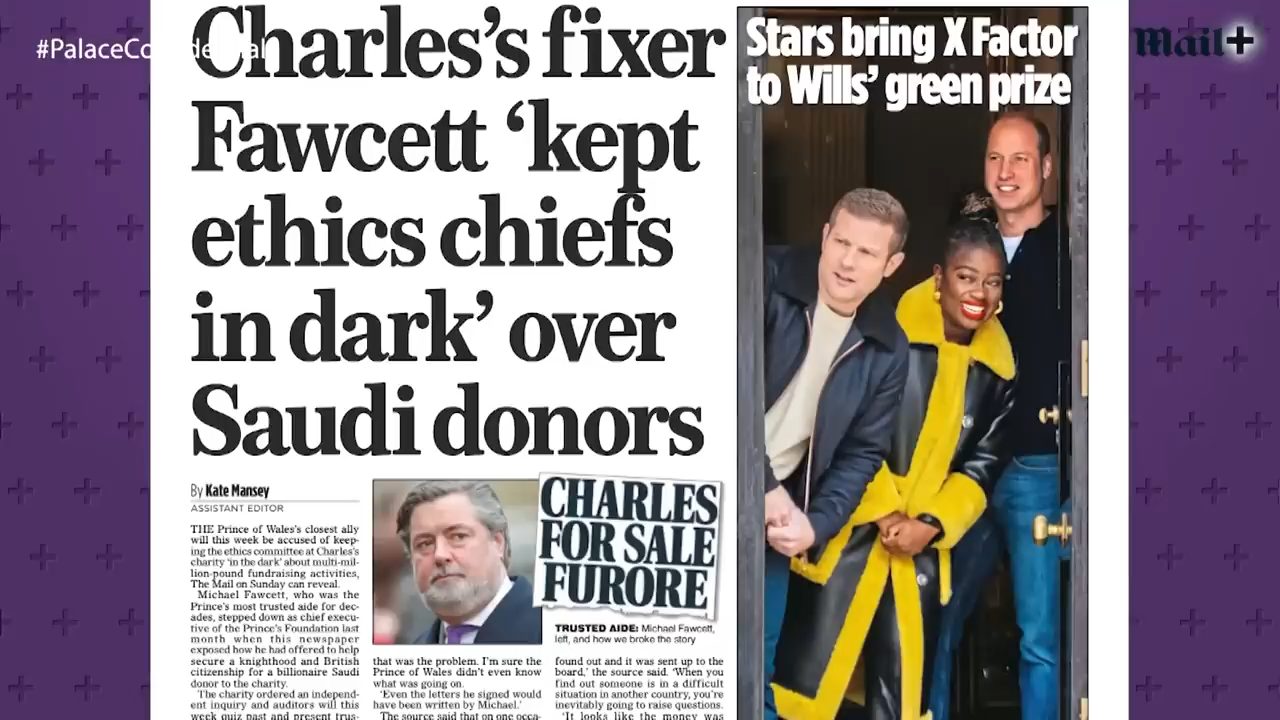 #PalaceCo
Mail+
Charles's fixer
Fawcett 'kept
ethics chiefs
in dark' over
Saudi donors
Stars bring X Factor
to Wills' green prize
By Kate Mansey
ASSISTANT EDITOR
THE Prince of Wales's closest ally
will this week be accused of keep-
ing the ethics committee at Charles's
charity 'in the dark' about multi-mil-
lion-pound fundraising activities,
The Mail on Sunday can reveal.
Michael Fawcett, who was the
Prince's most trusted aide for dec-
ades, stepped down as chief execu-
tive of the Prince's Foundation last
month when this newspaper
exposed how he had offered to help
secure a knighthood and British
citizenship for a billionaire Saudi
donor to the charity.
The charity ordered an independ-
ent inquiry and auditors will this
week quiz past and present trus-
CHARLES
FOR SALE
FURORE
TRUSTED AIDE: Michael Fawcett,
left, and how we broke the story
that was the problem. I'm sure the
Prince of Wales didn't even know
what was going on.
'Even the letters he signed would
have been written by Michael.'
The source said that on one occa-
found out and it was sent up to the
board,' the source said. 'When you
find out someone is in a difficult
situation in another country, you're
inevitably going to raise questions.
'It looks like the money was